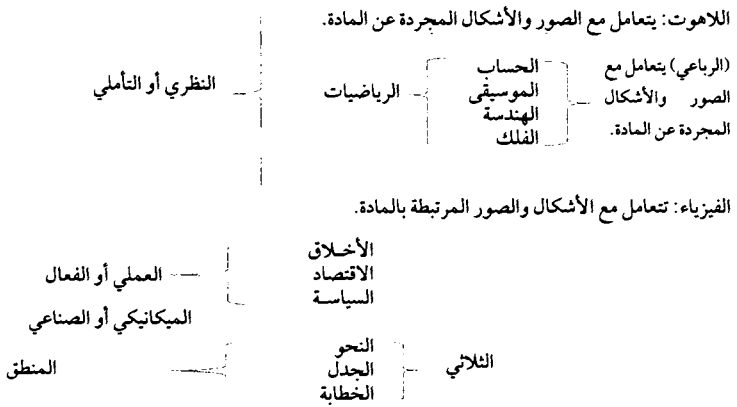 اللاهوت: يتعامل مع الصور والأشكال المجردة عن المادة.
(الرباعي) يتعامل مع
الصور والأشكال
المجردة عن المادة.
الحساب
الموسيقى
الهندسة
الفلك
الرياضيات
النظري أو التأملي
الفيزياء: تتعامل مع الأشكال والصور المرتبطة بالمادة.
الأخــلاق
الاقتصاد
السياســة
العملي أو الفعال
الميكانيكي أو الصناعي
الثلاثي
النحو
الجدل
الخطابة
المنطق